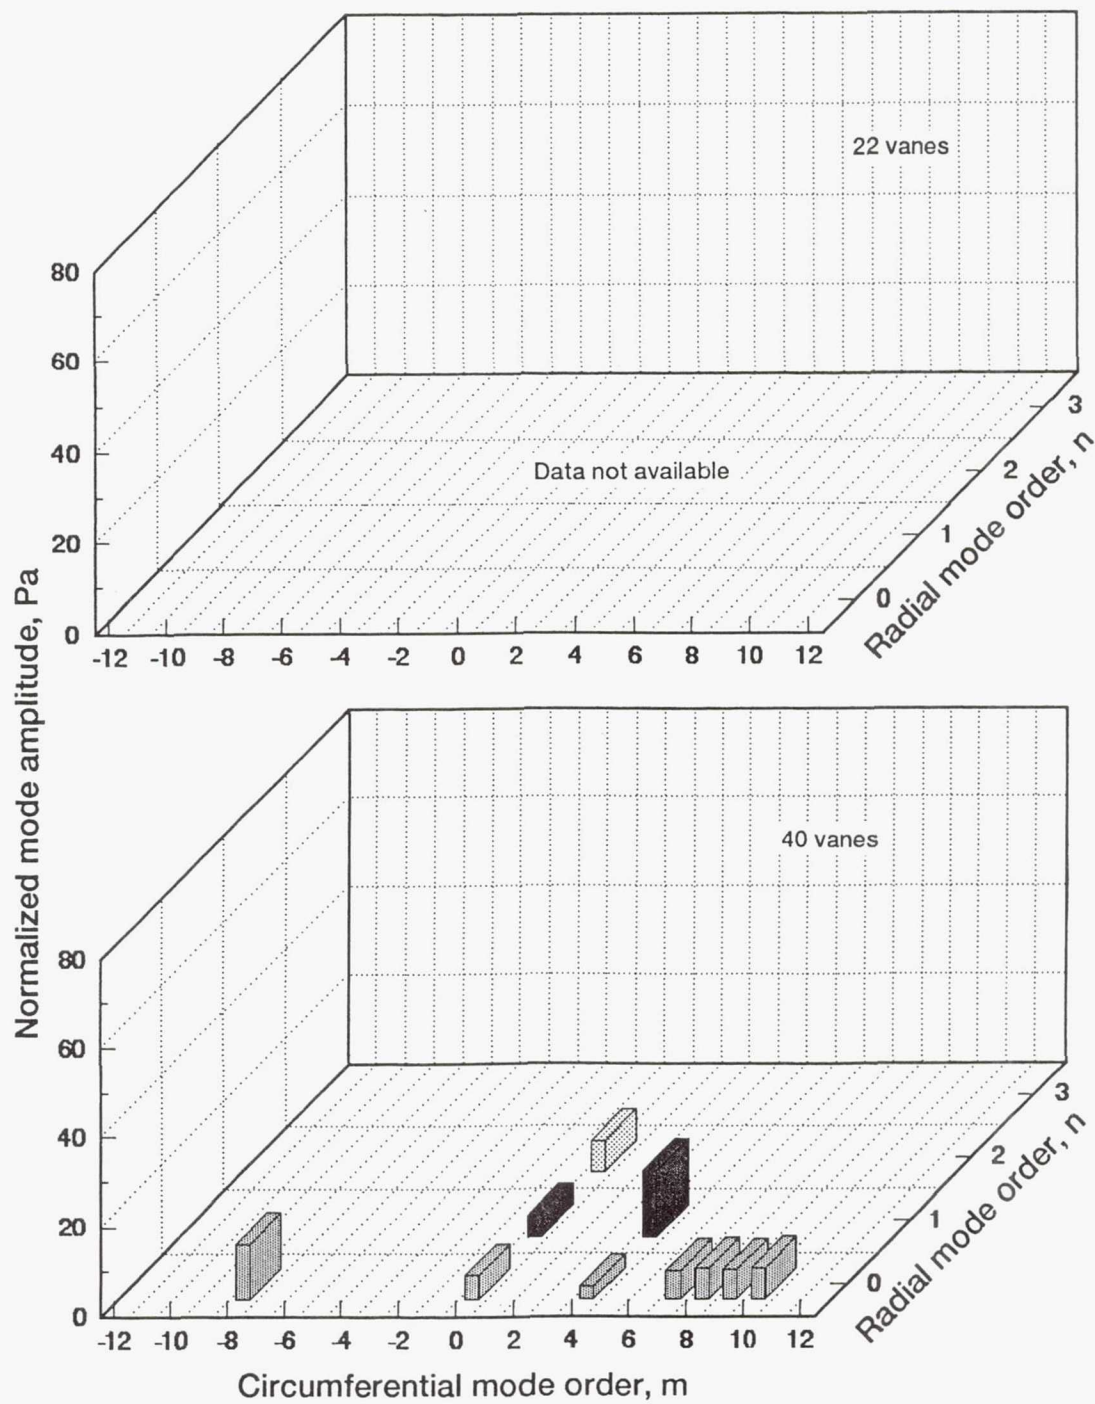 22 vanes
80
60
40
20
0
Data not available
3
2
1
0
Radial mode order, n
-12 -10 -8 -6 -4 -2 0 2 4 6 8 10 12
Normalized mode amplitude, Pa
40 vanes
80
60
40
20
0
3
2
1
0
Radial mode order, n
-12 -10 -8 -6 -4 -2 0 2 4 6 8 10 12
Circumferential mode order, m